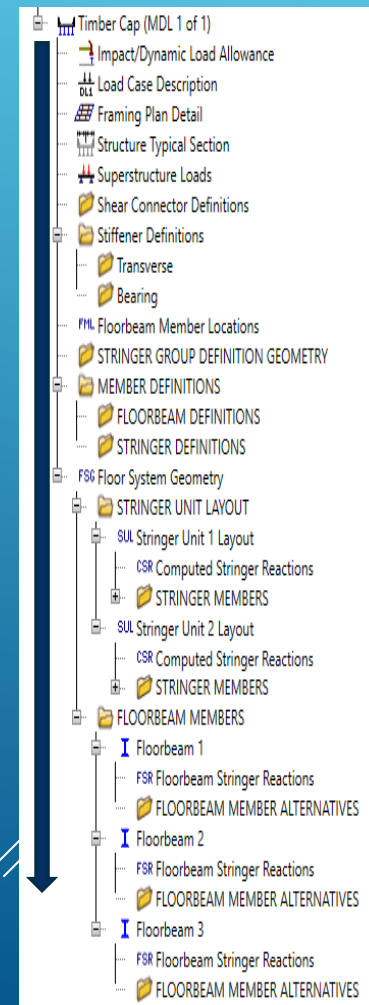 Timber Cap (MDL 1 of 1)
Impact/Dynamic Load Allowance
DL1 Load Case Description
Framing Plan Detail
Structure Typical Section
Superstructure Loads
Shear Connector Definitions
Stiffener Definitions
Transverse
Bearing
FML Floorbeam Member Locations
STRINGER GROUP DEFINITION GEOMETRY
MEMBER DEFINITIONS
FLOORBEAM DEFINITIONS
STRINGER DEFINITIONS
FSG Floor System Geometry
STRINGER UNIT LAYOUT
SUL Stringer Unit 1 Layout
CSR Computed Stringer Reactions
STRINGER MEMBERS
SUL Stringer Unit 2 Layout
CSR Computed Stringer Reactions
STRINGER MEMBERS
FLOORBEAM MEMBERS
Floorbeam 1
FSR Floorbeam Stringer Reactions
FLOORBEAM MEMBER ALTERNATIVES
Floorbeam 2
FSR Floorbeam Stringer Reactions
FLOORBEAM MEMBER ALTERNATIVES
Floorbeam 3
FSR Floorbeam Stringer Reactions
FLOORBEAM MEMBER ALTERNATIVES